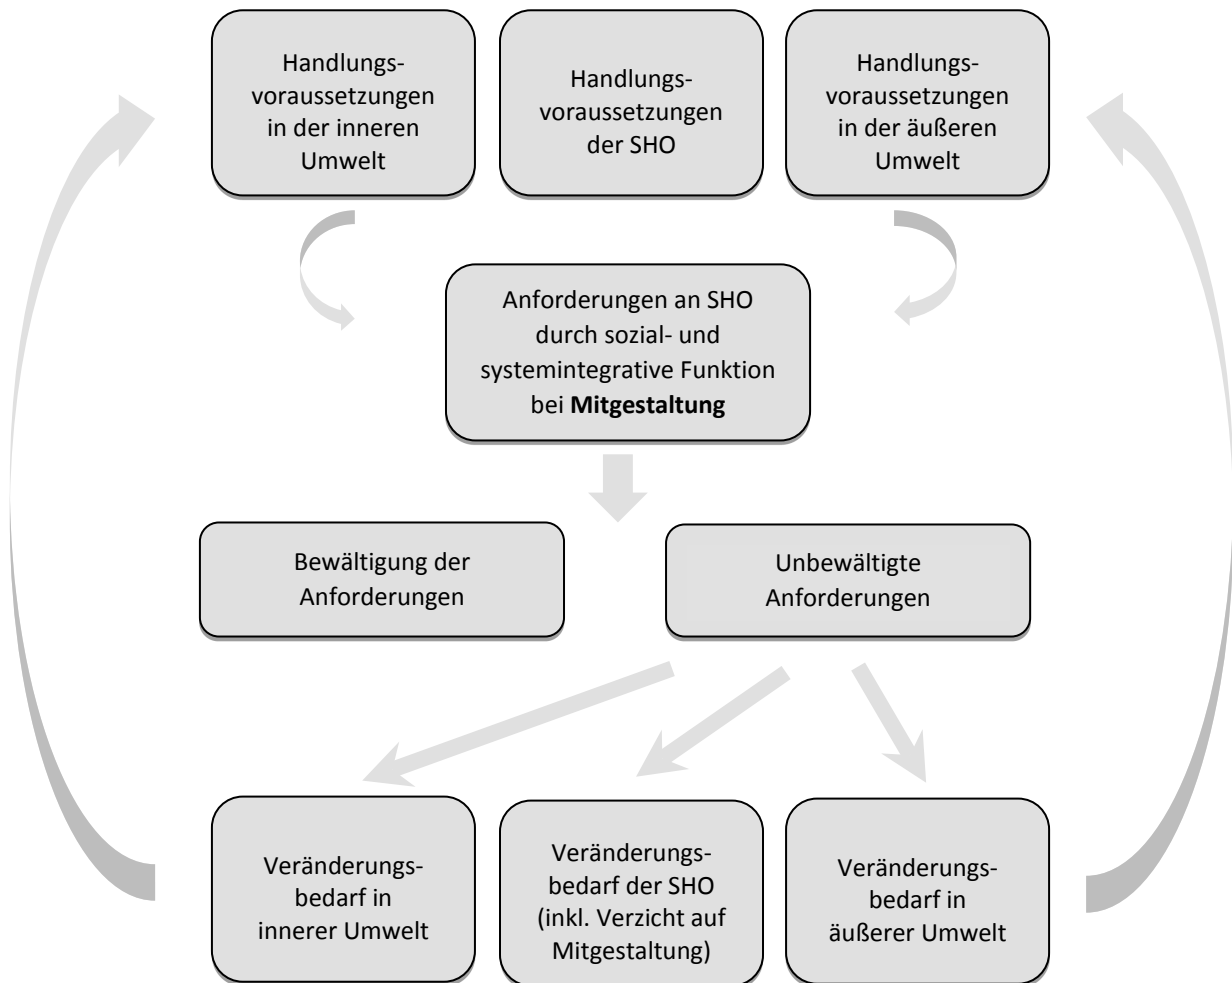 Handlungs-
voraussetzungen
in der inneren
Umwelt
Handlungs-
voraussetzungen
der SHO
Handlungs-
voraussetzungen
in der äußeren
Umwelt
Anforderungen an SHO
durch sozial- und
systemintegrative Funktion
bei Mitgestaltung
Bewältigung der
Anforderungen
Unbewältigte
Anforderungen
Veränderungs-
bedarf in
innerer Umwelt
Veränderungs-
bedarf der SHO
(inkl. Verzicht auf
Mitgestaltung)
Veränderungs-
bedarf in
äußerer Umwelt